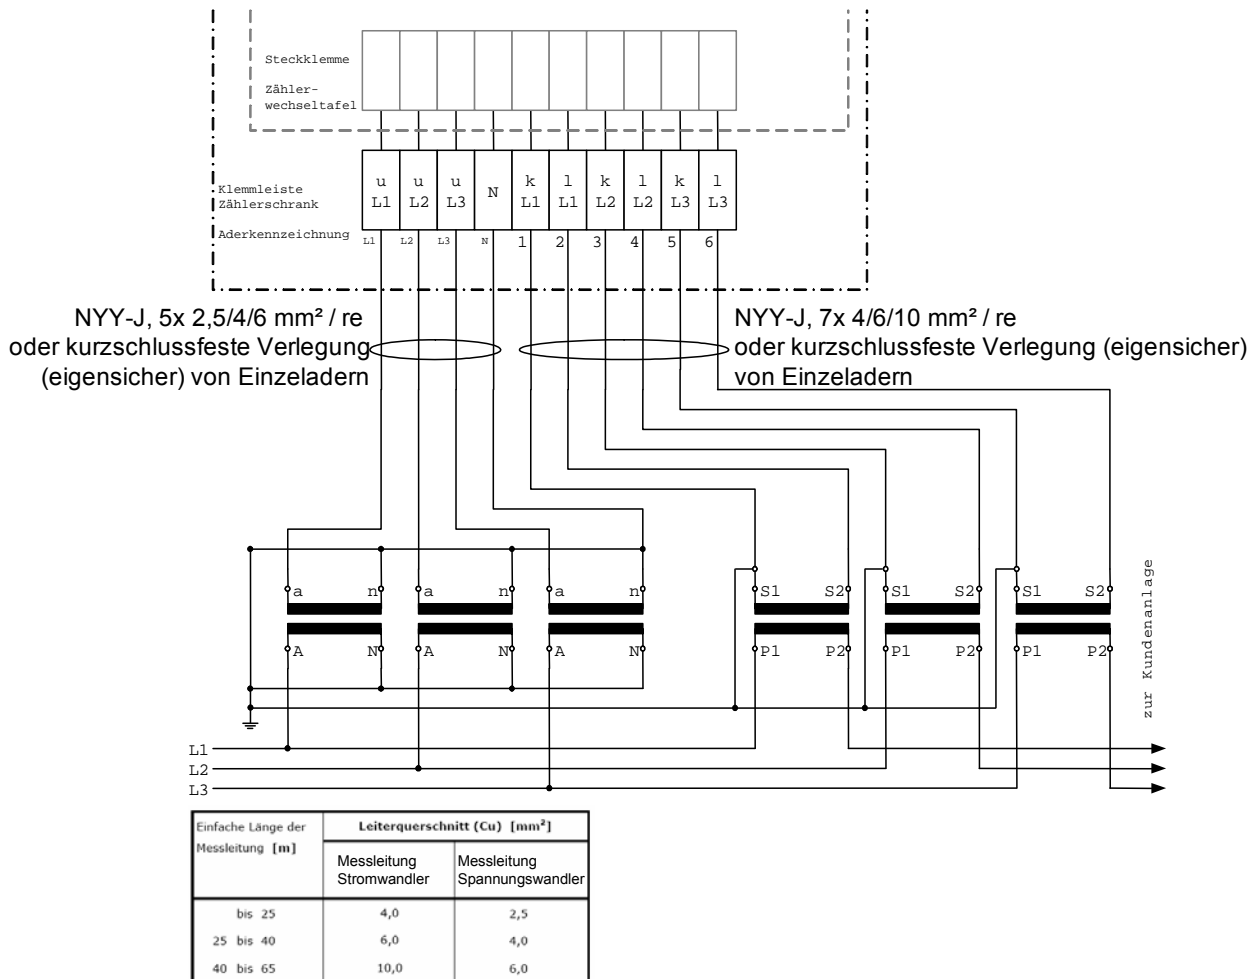 Steckklemme
Zähler-
wechseltafel
Klemmleiste
Zählerschrank
u u u N k l k l k l
L1 L2 L3 L1 L1 L2 L2 L3 L3
Aderkennzeichnung L1 L2 L3 N 1 2 3 4 5 6
NYY-J, 5x 2,5/4/6 mm² / re
oder kurzschlussfeste Verlegung
(eigensicher) von Einzeladern
NYY-J, 7x 4/6/10 mm² / re
oder kurzschlussfeste Verlegung (eigensicher)
von Einzeladern
a n a n a n S1 S2 S1 S2 S1 S2
A N A N A N P1 P2 P1 P2 P1 P2
zur Kundenanlage
L1
L2
L3
Einfache Länge der
Messleitung [m]
Leiterquerschnitt (Cu) [mm²]
Messleitung
Stromwandler
Messleitung
Spannungswandler
bis 25 4,0 2,5
25 bis 40 6,0 4,0
40 bis 65 10,0 6,0